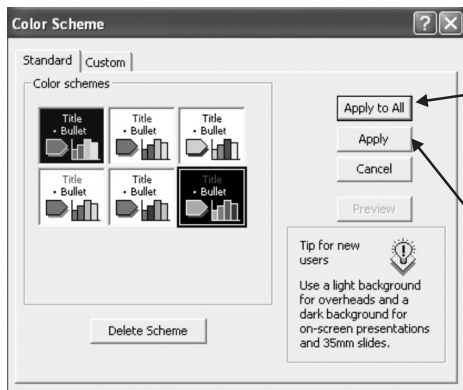 Color Scheme
Standard Custom
Color schemes
Title Title Title
• Bullet • Bullet • Bullet
Title Title Title
• Bullet • Bullet • Bullet
Delete Scheme
Apply to All
Apply
Cancel
Preview
Tip for new
users
Use a light background
for overheads and a
dark background for
on-screen presentations
and 35mm slides.